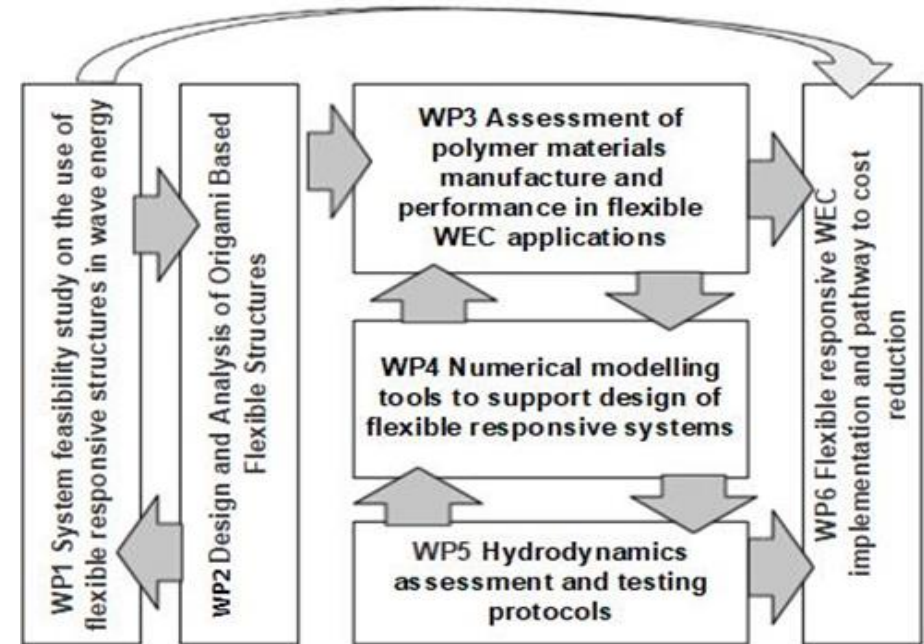 WP1 System feasibility study on the use of
flexible responsive structures in wave energy
WP2 Design and Analysis of Origami Based
Flexible Structures
WP3 Assessment of
polymer materials
manufacture and
performance in flexible
WEC applications
WP4 Numerical modelling
tools to support design of
flexible responsive systems
WP5 Hydrodynamics
assessment and testing
protocols
WP6 Flexible responsive WEC
implementation and pathway to cost
reduction